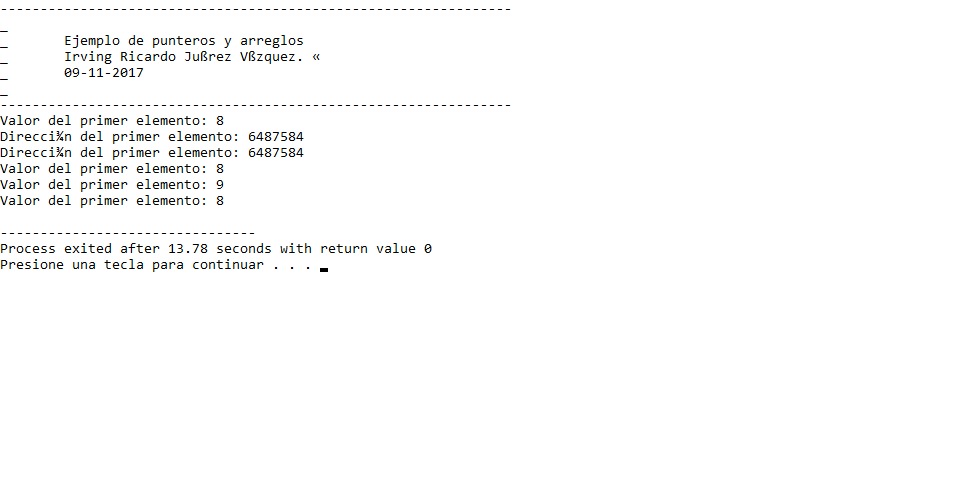 ----------------------------------------------------------------
_
_       Ejemplo de punteros y arreglos
_       Irving Ricardo Jußrez Vßzquez. «
_       09-11-2017
_
----------------------------------------------------------------
Valor del primer elemento: 8
Direcci¾n del primer elemento: 6487584
Direcci¾n del primer elemento: 6487584
Valor del primer elemento: 8
Valor del primer elemento: 9
Valor del primer elemento: 8

--------------------------------
Process exited after 13.78 seconds with return value 0
Presione una tecla para continuar . . .